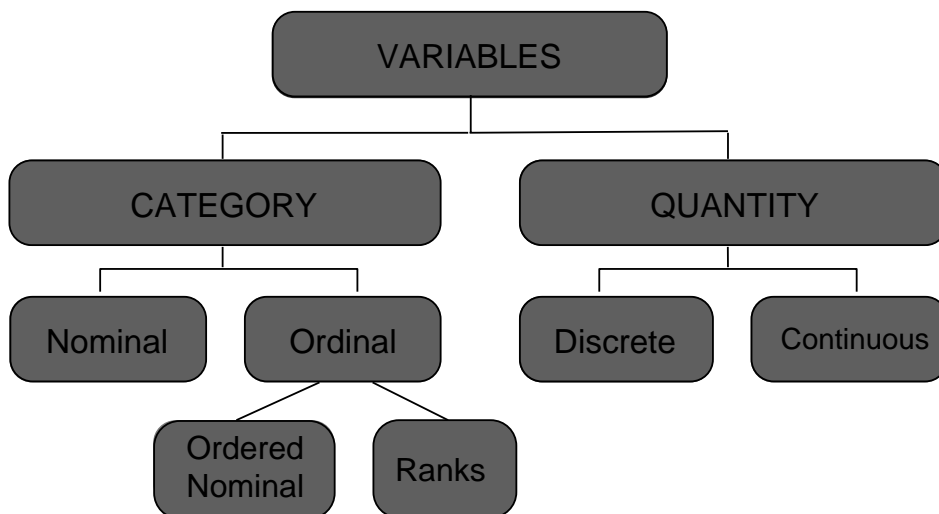 VARIABLES
CATEGORY
QUANTITY
Nominal
Ordinal
Discrete
Continuous
Ordered
Nominal
Ranks